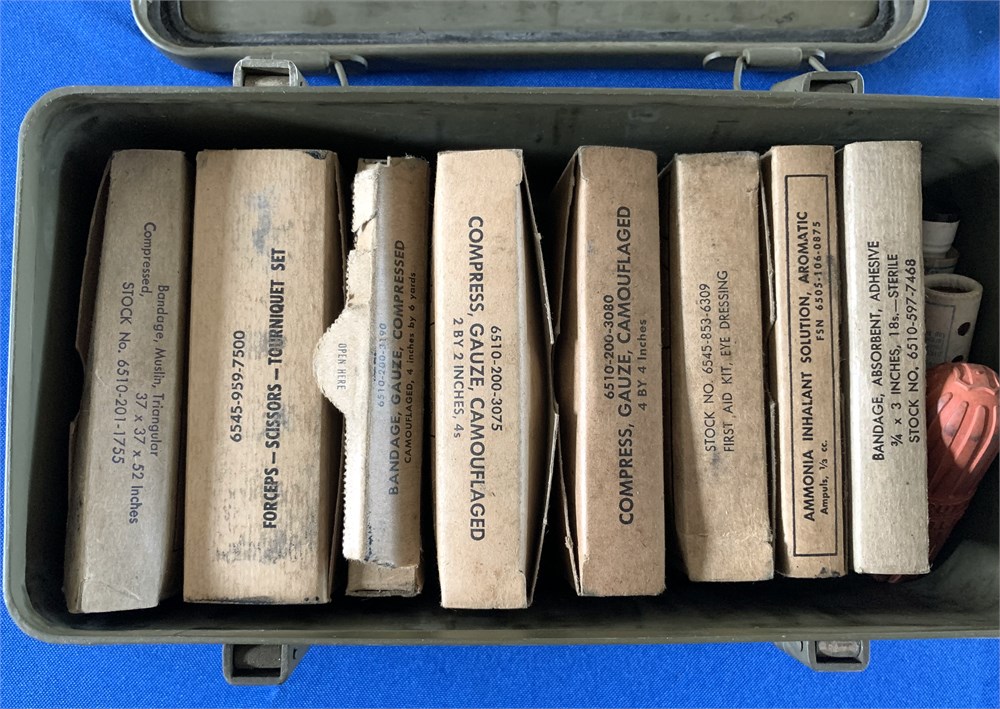 Bandage, Muslin, Triangular
Compressed, 37 x 37 x 52 Inches
STOCK No. 6510-201-1755
6545-959-7500
FORCEPS — SCISSORS — TOURNIQUET SET
OPEN HERE
6510-200-3190
BANDAGE, GAUZE, COMPRESSED
CAMOUFLAGED, 4 inches by 6 yards
6510-200-3075
COMPRESS, GAUZE, CAMOUFLAGED
2 BY 2 INCHES, 4s
6510-200-3080
COMPRESS, GAUZE, CAMOUFLAGED
4 BY 4 Inches
STOCK NO. 6545-853-6309
FIRST AID KIT, EYE DRESSING
AMMONIA INHALANT SOLUTION, AROMATIC
Ampuls, ⅓ cc. FSN 6505-106-0875
BANDAGE, ABSORBENT, ADHESIVE
¾ x 3 INCHES, 18s,—STERILE
STOCK NO. 6510-597-7468